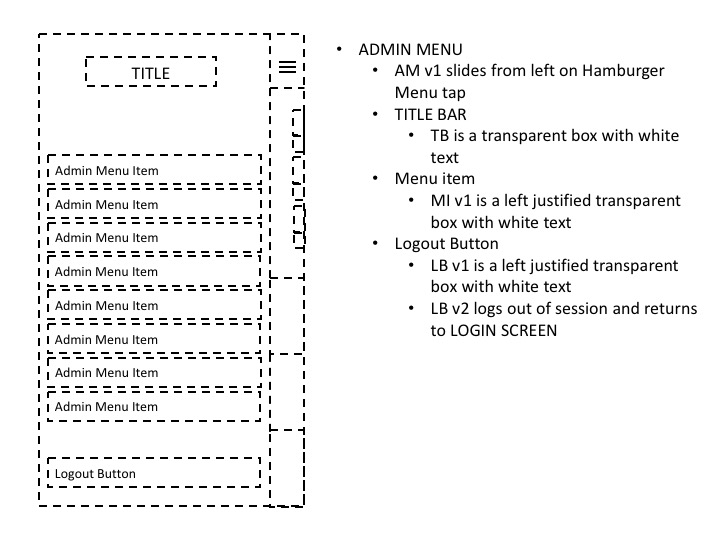 TITLE
Admin Menu Item
Admin Menu Item
Admin Menu Item
Admin Menu Item
Admin Menu Item
Admin Menu Item
Admin Menu Item
Admin Menu Item
Logout Button
• ADMIN MENU
• AM v1 slides from left on Hamburger
Menu tap
• TITLE BAR
• TB is a transparent box with white
text
• Menu item
• MI v1 is a left justified transparent
box with white text
• Logout Button
• LB v1 is a left justified transparent
box with white text
• LB v2 logs out of session and returns
to LOGIN SCREEN